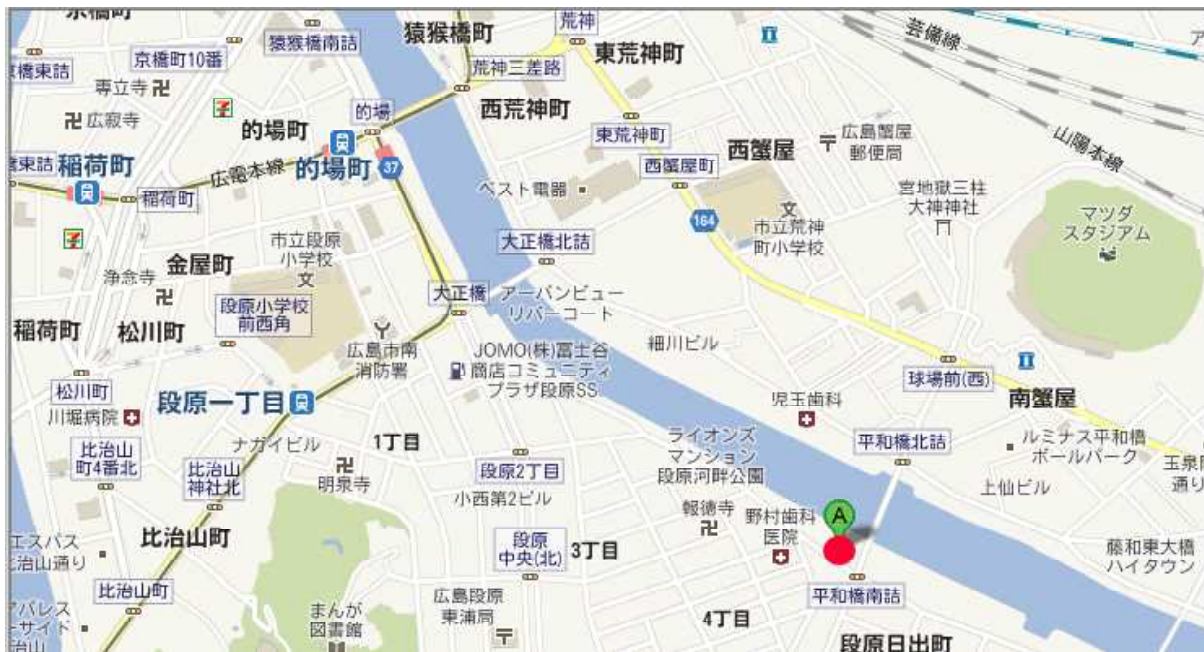 京橋町
猿猴橋町
荒神
東荒神町
芸備線
猿猴橋南詰
京橋町10番
橋東詰
専立寺
荒神三差路
広寂寺
的場
西荒神町
東荒神町
西蟹屋
広島蟹屋
郵便局
山陽本線
的場町
稲荷町
広電本線
的場町
37
西蟹屋町
ベスト電器
宮地嶽三柱
大神神社
稲荷町
164
市立荒神
町小学校
マツダ
スタジアム
市立段原
小学校
大正橋北詰
金屋町
浄念寺
大正橋
アーバンビュー
リバーコート
段原小学校
前西角
稲荷町
松川町
広島市南
消防署
JOMO(株)富士谷
商店コミュニティ
プラザ段原SS
細川ビル
松川町
球場前(西)
段原一丁目
川堀病院
児玉歯科
南蟹屋
ナガイビル
1丁目
ライオンズ
マンション
段原河畔公園
平和橋北詰
ルミナス平和橋
ボールパーク
比治山
町4番北
比治山
神社北
明泉寺
段原2丁目
小西第2ビル
上仙ビル
通り
報徳寺
野村歯科
医院
A
比治山町
エスパス
比治山通り
段原
中央(北)
3丁目
藤和東大橋
ハイタウン
比治山町
まんが
図書館
広島段原
東浦局
平和橋南詰
4丁目
段原日出町